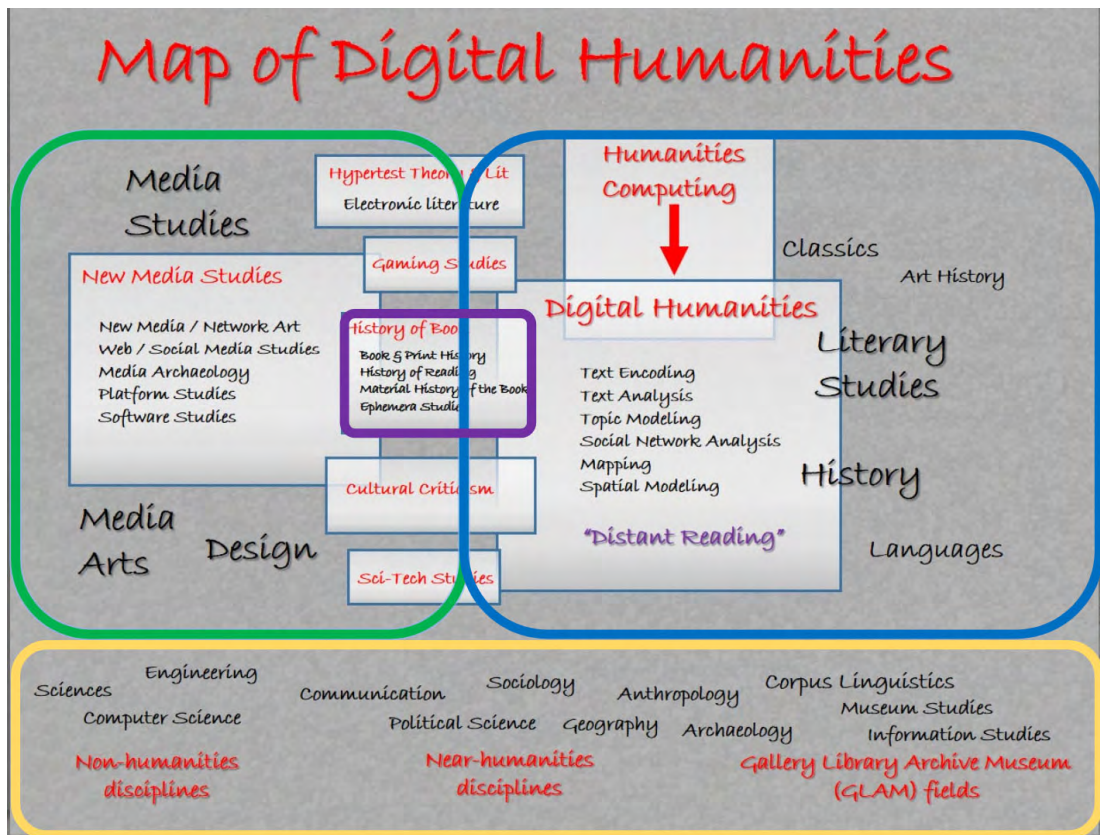 Map of Digital Humanities
Media
Studies
Hypertest Theory & Lit
Electronic literature
Gaming Studies
New Media Studies
New Media / Network Art
Web / Social Media Studies
Media Archaeology
Platform Studies
Software Studies
History of Book
Book & Print History
History of Reading
Material History of the Book
Ephemera Studies
Cultural Criticism
Sci-Tech Studies
Media
Arts
Design
Humanities
Computing
Digital Humanities
Text Encoding
Text Analysis
Topic Modeling
Social Network Analysis
Mapping
Spatial Modeling
"Distant Reading"
Classics
Art History
Literary
Studies
History
Languages
Sciences
Engineering
Computer Science
Non-humanities
disciplines
Communication
Sociology
Anthropology
Political Science
Geography
Archaeology
Near-humanities
disciplines
Corpus Linguistics
Museum Studies
Information Studies
Gallery Library Archive Museum
(GLAM) fields